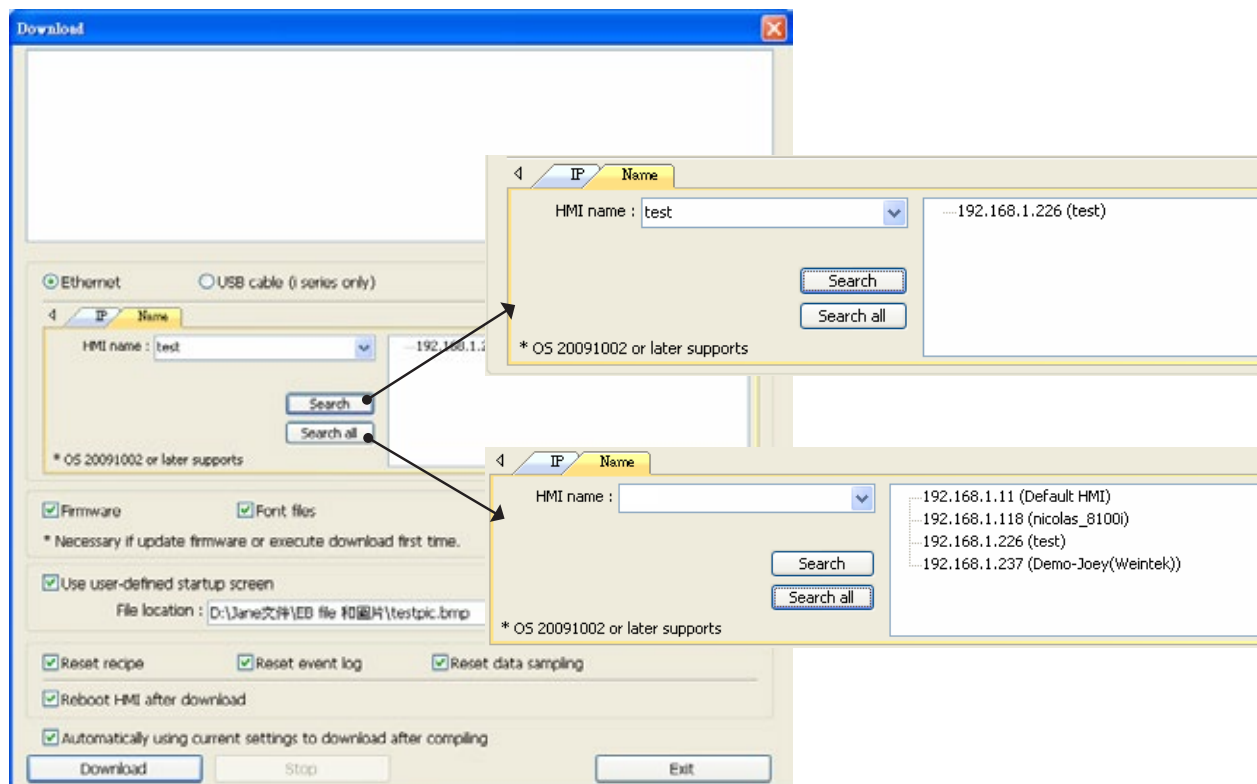 Download
Ethernet
USB cable (i series only)
IP
Name
HMI name : test
192.168.1.2
Search
Search all
* OS 20091002 or later supports
Firmware
Font files
* Necessary if update firmware or execute download first time.
Use user-defined startup screen
File location : D:\Jane文件\EB file 和圖片\testpic.bmp
Reset recipe
Reset event log
Reset data sampling
Reboot HMI after download
Automatically using current settings to download after compiling
Download
Stop
Exit
IP
Name
HMI name : test
192.168.1.226 (test)
Search
Search all
* OS 20091002 or later supports
IP
Name
HMI name :
192.168.1.11 (Default HMI)
192.168.1.118 (nicolas_8100i)
192.168.1.226 (test)
192.168.1.237 (Demo-Joey(Weintek))
Search
Search all
* OS 20091002 or later supports